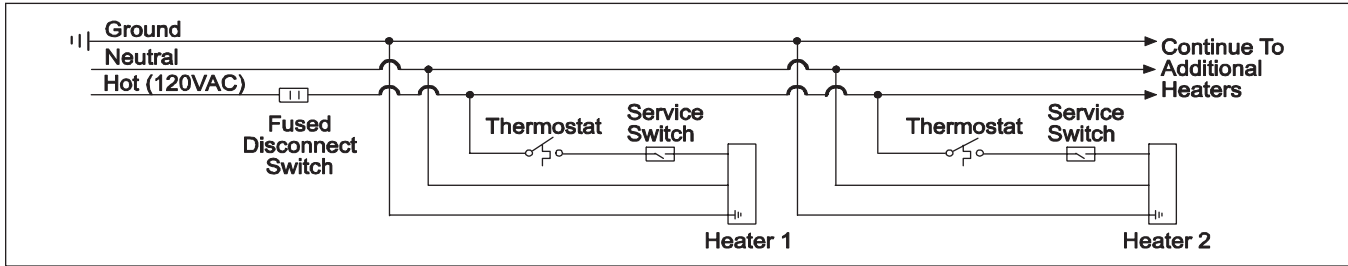 Ground
Neutral
Hot (120VAC)
Fused
Disconnect
Switch
Thermostat
Service
Switch
Heater 1
Thermostat
Service
Switch
Heater 2
Continue To
Additional
Heaters